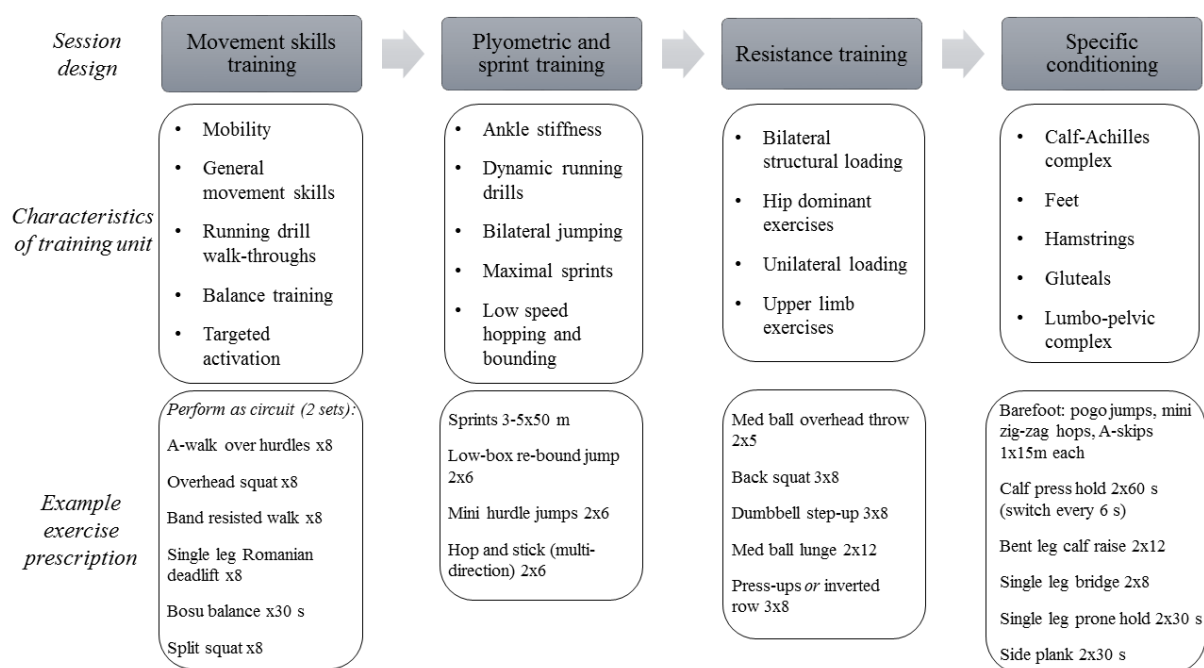 Session
design
Movement skills
training
Plyometric and
sprint training
Resistance training
Specific
conditioning
Characteristics
of training unit
• Mobility
• General
movement skills
• Running drill
walk-throughs
• Balance training
• Targeted
activation
• Ankle stiffness
• Dynamic running
drills
• Bilateral jumping
• Maximal sprints
• Low speed
hopping and
bounding
• Bilateral
structural loading
• Hip dominant
exercises
• Unilateral loading
• Upper limb
exercises
• Calf-Achilles
complex
• Feet
• Hamstrings
• Gluteals
• Lumbo-pelvic
complex
Example
exercise
prescription
Perform as circuit (2 sets):
A-walk over hurdles x8
Overhead squat x8
Band resisted walk x8
Single leg Romanian
deadlift x8
Bosu balance x30 s
Split squat x8
Sprints 3-5x50 m
Low-box re-bound jump
2x6
Mini hurdle jumps 2x6
Hop and stick (multi-
direction) 2x6
Med ball overhead throw
2x5
Back squat 3x8
Dumbbell step-up 3x8
Med ball lunge 2x12
Press-ups or inverted
row 3x8
Barefoot: pogo jumps, mini
zig-zag hops, A-skips
1x15m each
Calf press hold 2x60 s
(switch every 6 s)
Bent leg calf raise 2x12
Single leg bridge 2x8
Single leg prone hold 2x30 s
Side plank 2x30 s